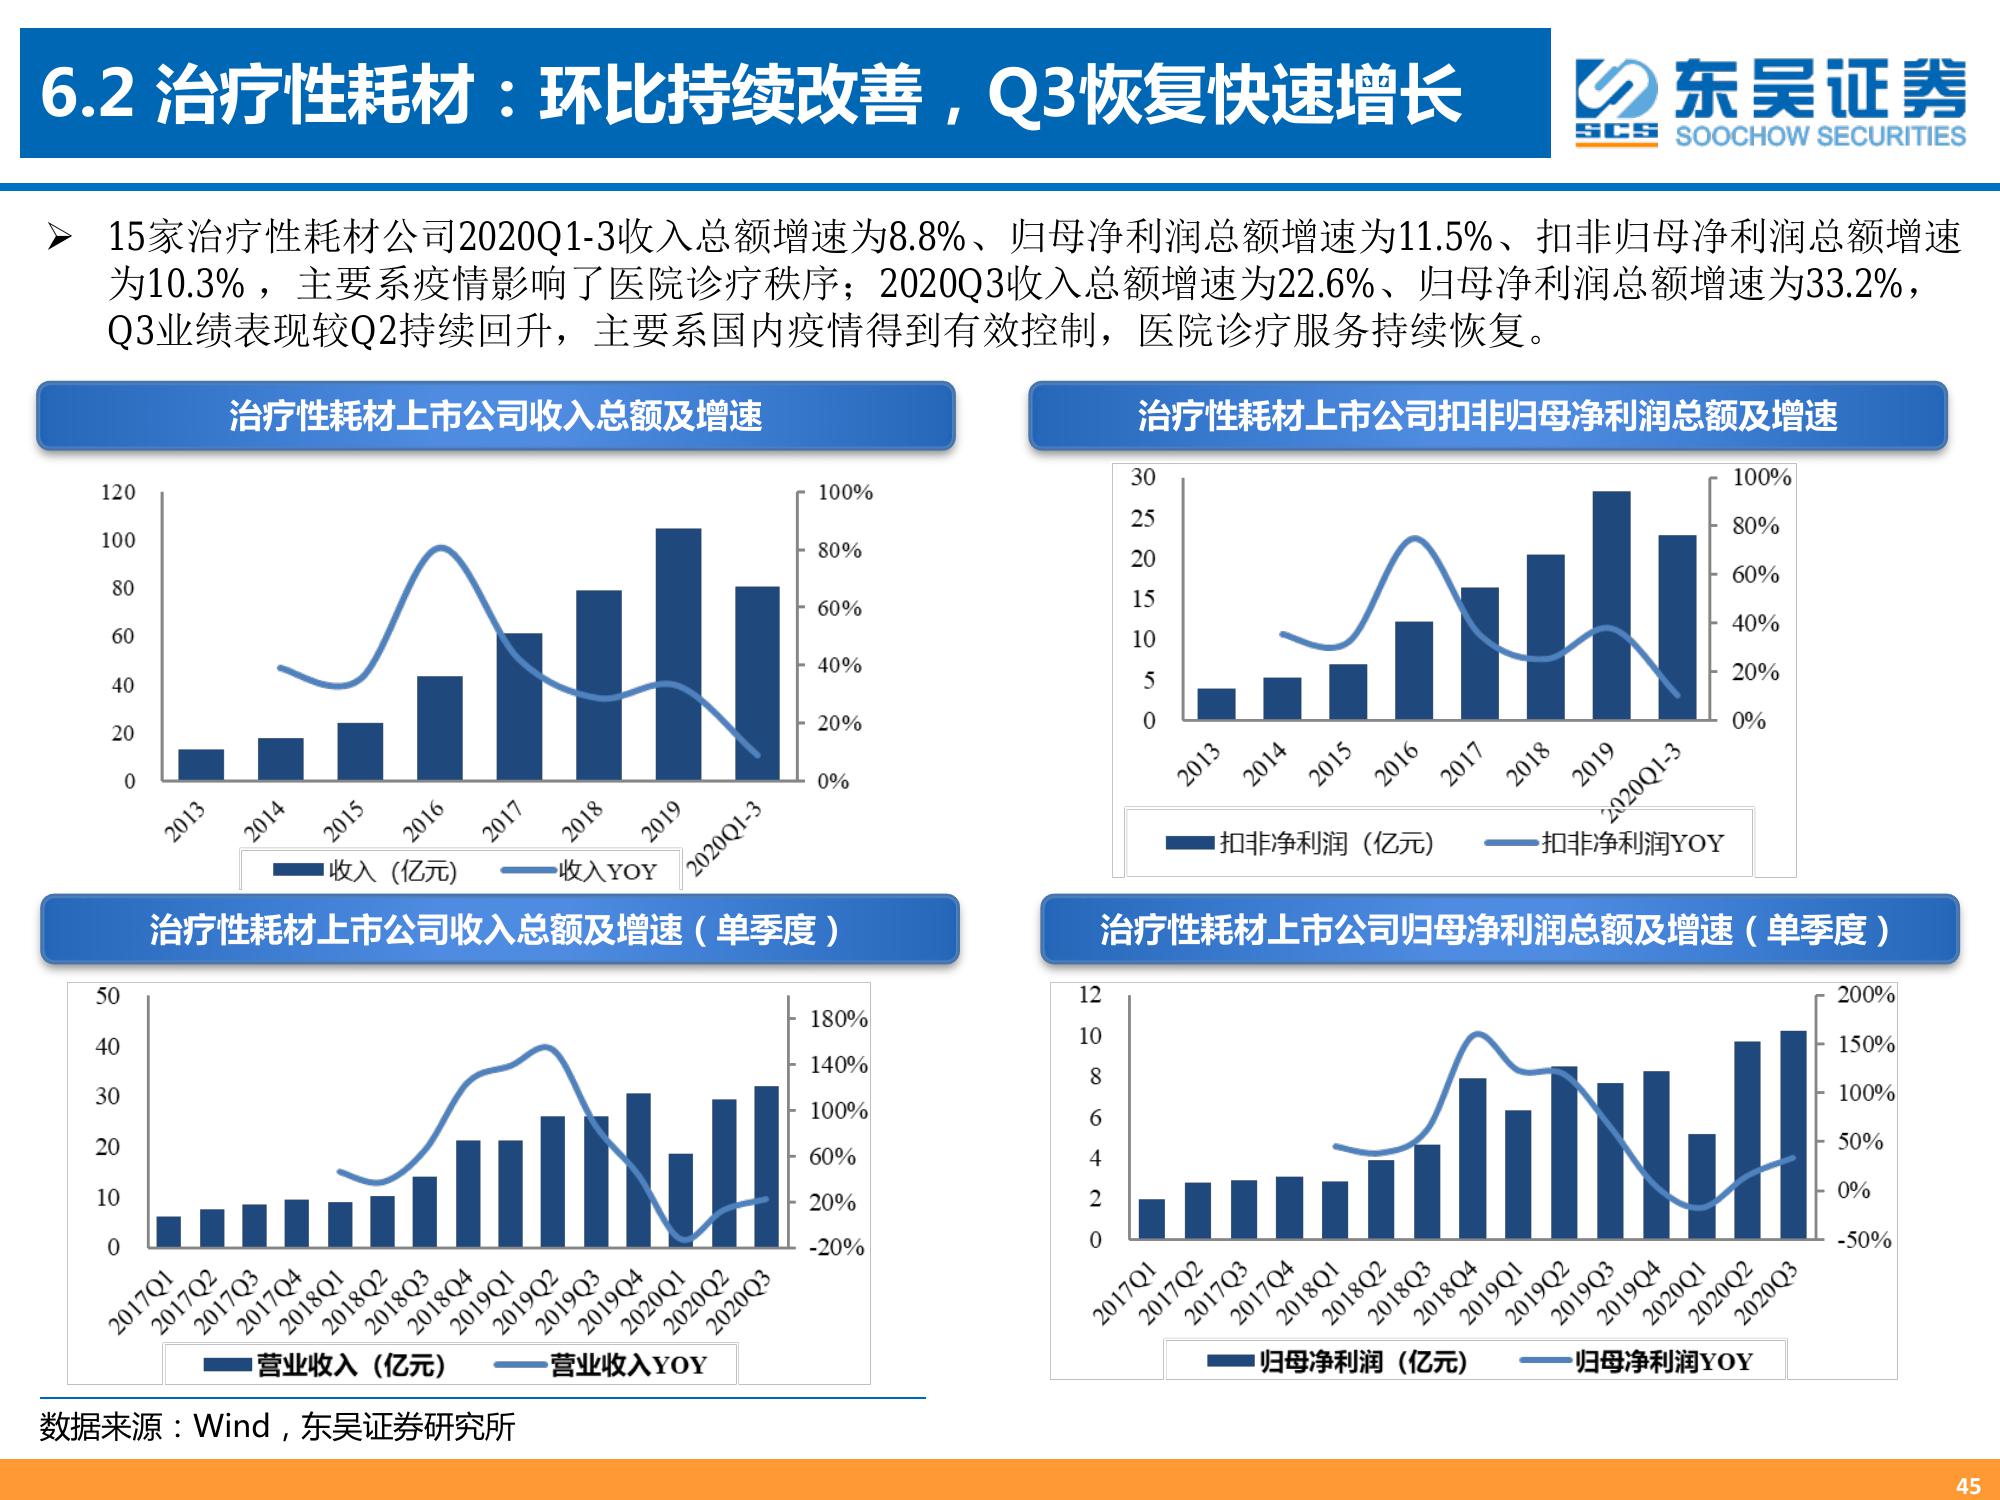 6.2 治疗性耗材：环比持续改善，Q3恢复快速增长
东吴证券
SCS
SOOCHOW SECURITIES
➢ 15家治疗性耗材公司2020Q1-3收入总额增速为8.8%、归母净利润总额增速为11.5%、扣非归母净利润总额增速
为10.3% ，主要系疫情影响了医院诊疗秩序；2020Q3收入总额增速为22.6%、归母净利润总额增速为33.2%，
Q3业绩表现较Q2持续回升，主要系国内疫情得到有效控制，医院诊疗服务持续恢复。
治疗性耗材上市公司收入总额及增速
120
100
80
60
40
20
0
100%
80%
60%
40%
20%
0%
2013
2014
2015
2016
2017
2018
2019
2020Q1-3
收入（亿元）
收入YOY
治疗性耗材上市公司扣非归母净利润总额及增速
30
25
20
15
10
5
0
100%
80%
60%
40%
20%
0%
2013
2014
2015
2016
2017
2018
2019
2020Q1-3
扣非净利润（亿元）
扣非净利润YOY
治疗性耗材上市公司收入总额及增速（单季度）
50
40
30
20
10
0
180%
140%
100%
60%
20%
-20%
2017Q1
2017Q2
2017Q3
2017Q4
2018Q1
2018Q2
2018Q3
2018Q4
2019Q1
2019Q2
2019Q3
2019Q4
2020Q1
2020Q2
2020Q3
营业收入（亿元）
营业收入YOY
治疗性耗材上市公司归母净利润总额及增速（单季度）
12
10
8
6
4
2
0
200%
150%
100%
50%
0%
-50%
2017Q1
2017Q2
2017Q3
2017Q4
2018Q1
2018Q2
2018Q3
2018Q4
2019Q1
2019Q2
2019Q3
2019Q4
2020Q1
2020Q2
2020Q3
归母净利润（亿元）
归母净利润YOY
数据来源：Wind，东吴证券研究所
45